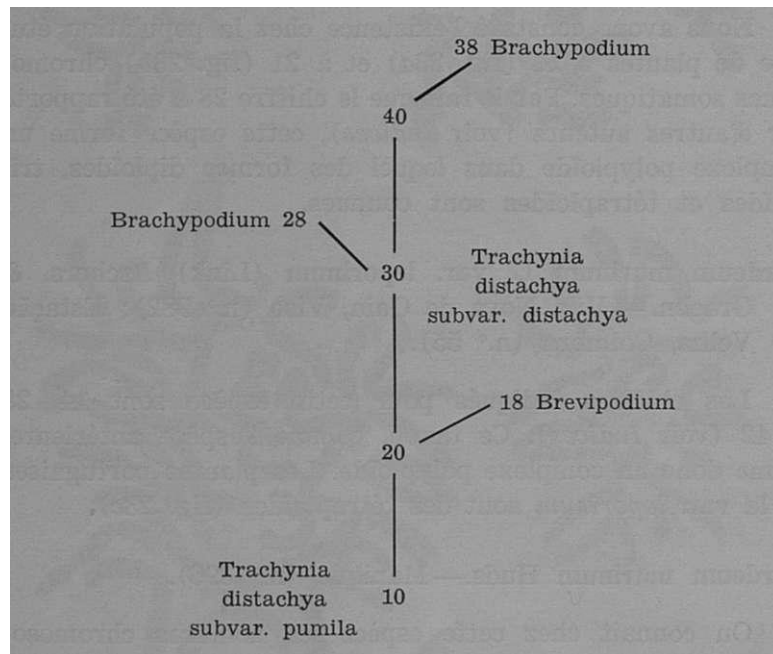 38 Brachypodium
40
Brachypodium 28
30
Trachynia
distachya
subvar. distachya
18 Brevipodium
20
Trachynia
distachya
subvar. pumila
10